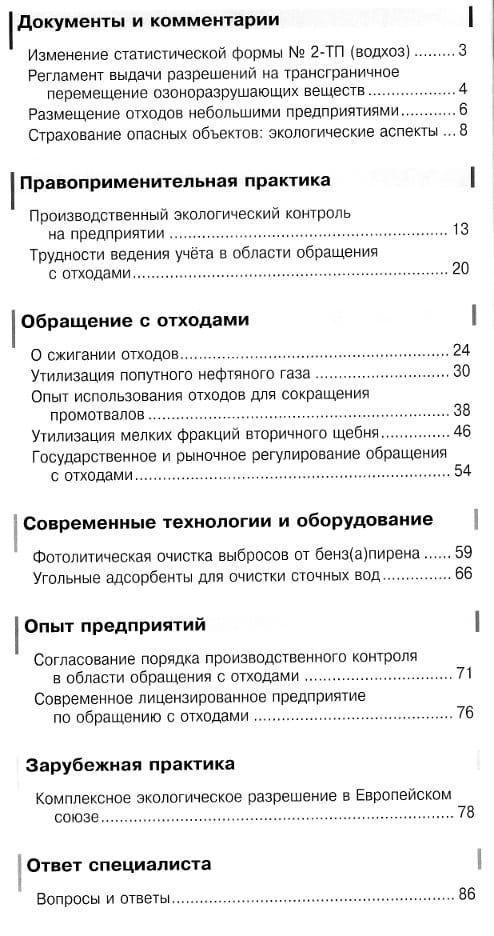 Документы и комментарии
Изменение статистической формы № 2-ТП (водхоз) ......... 3
Регламент выдачи разрешений на трансграничное
перемещение озоноразрушающих веществ .................. 4
Размещение отходов небольшими предприятиями ........... 6
Страхование опасных объектов: экологические аспекты ... 8
Правоприменительная практика
Производственный экологический контроль
на предприятии ........................................ 13
Трудности ведения учёта в области обращения
с отходами ............................................ 20
Обращение с отходами
О сжигании отходов .................................... 24
Утилизация попутного нефтяного газа ................... 30
Опыт использования отходов для сокращения
промотвалов ........................................... 38
Утилизация мелких фракций вторичного щебня ............ 46
Государственное и рыночное регулирование обращения
с отходами ............................................ 54
Современные технологии и оборудование
Фотолитическая очистка выбросов от бенз(а)пирена ...... 59
Угольные адсорбенты для очистки сточных вод ........... 66
Опыт предприятий
Согласование порядка производственного контроля
в области обращения с отходами ........................ 71
Современное лицензированное предприятие
по обращению с отходами ............................... 76
Зарубежная практика
Комплексное экологическое разрешение в Европейском
союзе ................................................. 78
Ответ специалиста
Вопросы и ответы ...................................... 86